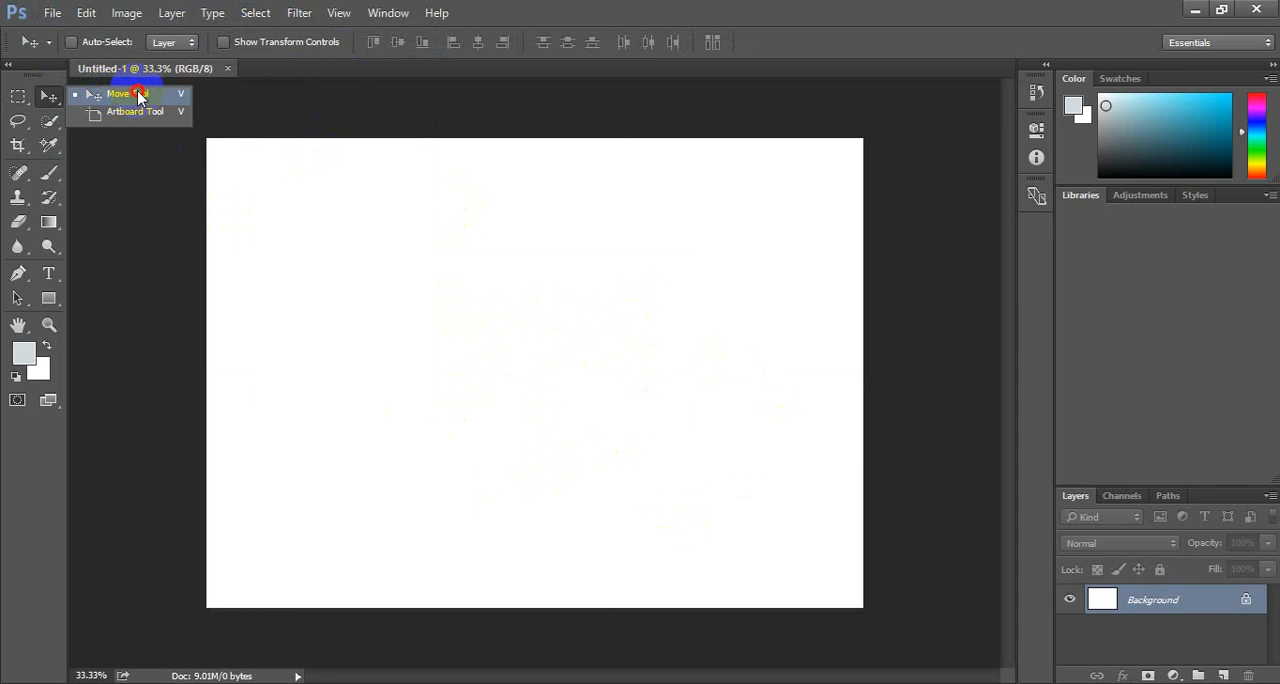 Ps File Edit Image Layer Type Select Filter View Window Help
Auto-Select: Layer Show Transform Controls Essentials
Untitled-1 @ 33.3% (RGB/8) ×
Move V
Artboard Tool V
T
Color Swatches
Libraries Adjustments Styles
Layers Channels Paths
Kind T
Normal Opacity: 100%
Lock: Fill: 100%
Background
33.33% Doc: 9.01M/0 bytes
fx